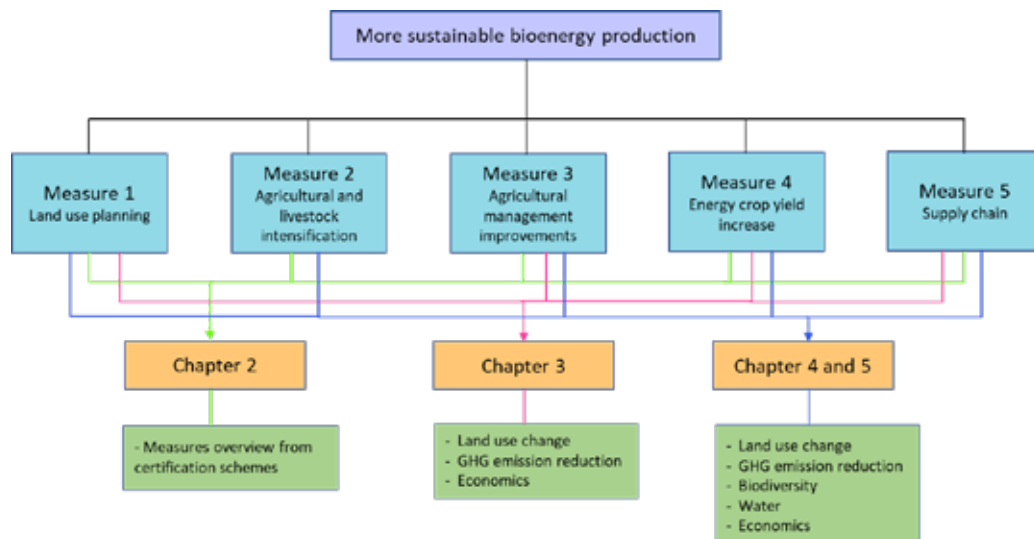 More sustainable bioenergy production
Measure 1
Land use planning
Measure 2
Agricultural and
livestock
intensification
Measure 3
Agricultural
management
improvements
Measure 4
Energy crop yield
increase
Measure 5
Supply chain
Chapter 2
Chapter 3
Chapter 4 and 5
- Measures overview from
certification schemes
- Land use change
- GHG emission reduction
- Economics
- Land use change
- GHG emission reduction
- Biodiversity
- Water
- Economics